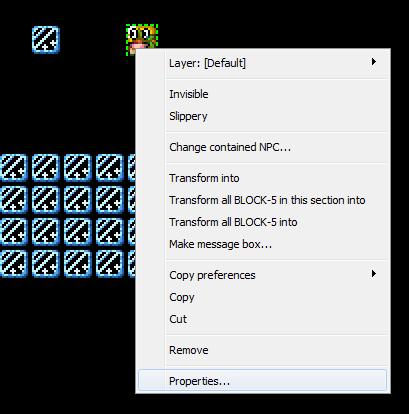 Layer: [Default]
Invisible
Slippery
Change contained NPC...
Transform into
Transform all BLOCK-5 in this section into
Transform all BLOCK-5 into
Make message box...
Copy preferences
Copy
Cut
Remove
Properties...